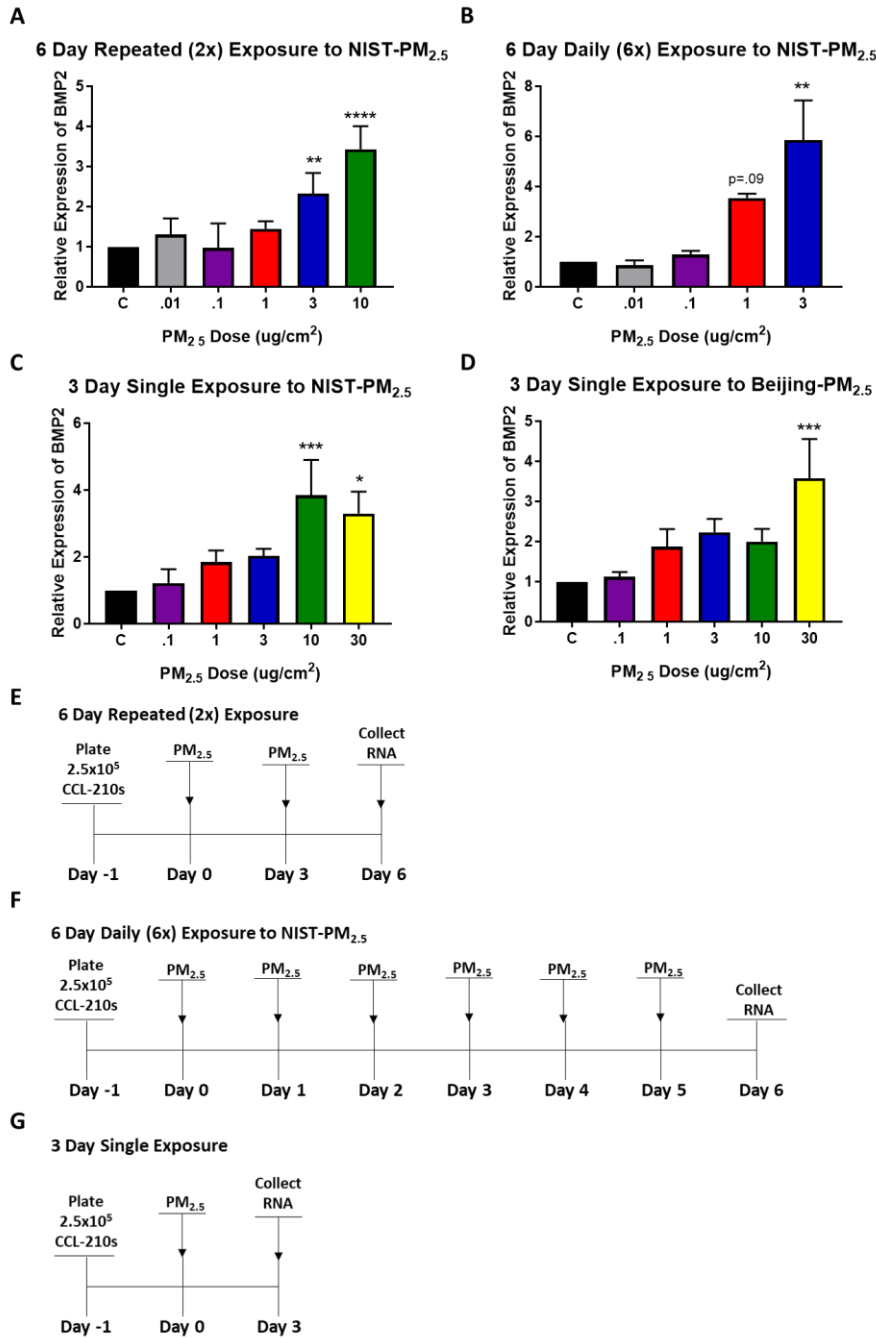 A
6 Day Repeated (2x) Exposure to NIST-PM2.5
Relative Expression of BMP2
5
4
3
2
1
0
**
****
C .01 .1 1 3 10
PM2 5 Dose (ug/cm²)
B
6 Day Daily (6x) Exposure to NIST-PM2.5
Relative Expression of BMP2
8
6
4
2
0
p=.09
**
C .01 .1 1 3
PM2 5 Dose (ug/cm²)
C
3 Day Single Exposure to NIST-PM2.5
Relative Expression of BMP2
6
4
2
0
***
*
C .1 1 3 10 30
PM2.5 Dose (ug/cm²)
D
3 Day Single Exposure to Beijing-PM2.5
Relative Expression of BMP2
5
4
3
2
1
0
***
C .1 1 3 10 30
PM2 5 Dose (ug/cm²)
E
6 Day Repeated (2x) Exposure
Plate
2.5x10⁵
CCL-210s
PM2.5
PM2.5
Collect
RNA
Day -1 Day 0 Day 3 Day 6
F
6 Day Daily (6x) Exposure to NIST-PM2.5
Plate
2.5x10⁵
CCL-210s
PM2.5
PM2.5
PM2.5
PM2.5
PM2.5
PM2.5
Collect
RNA
Day -1 Day 0 Day 1 Day 2 Day 3 Day 4 Day 5 Day 6
G
3 Day Single Exposure
Plate
2.5x10⁵
CCL-210s
PM2.5
Collect
RNA
Day -1 Day 0 Day 3